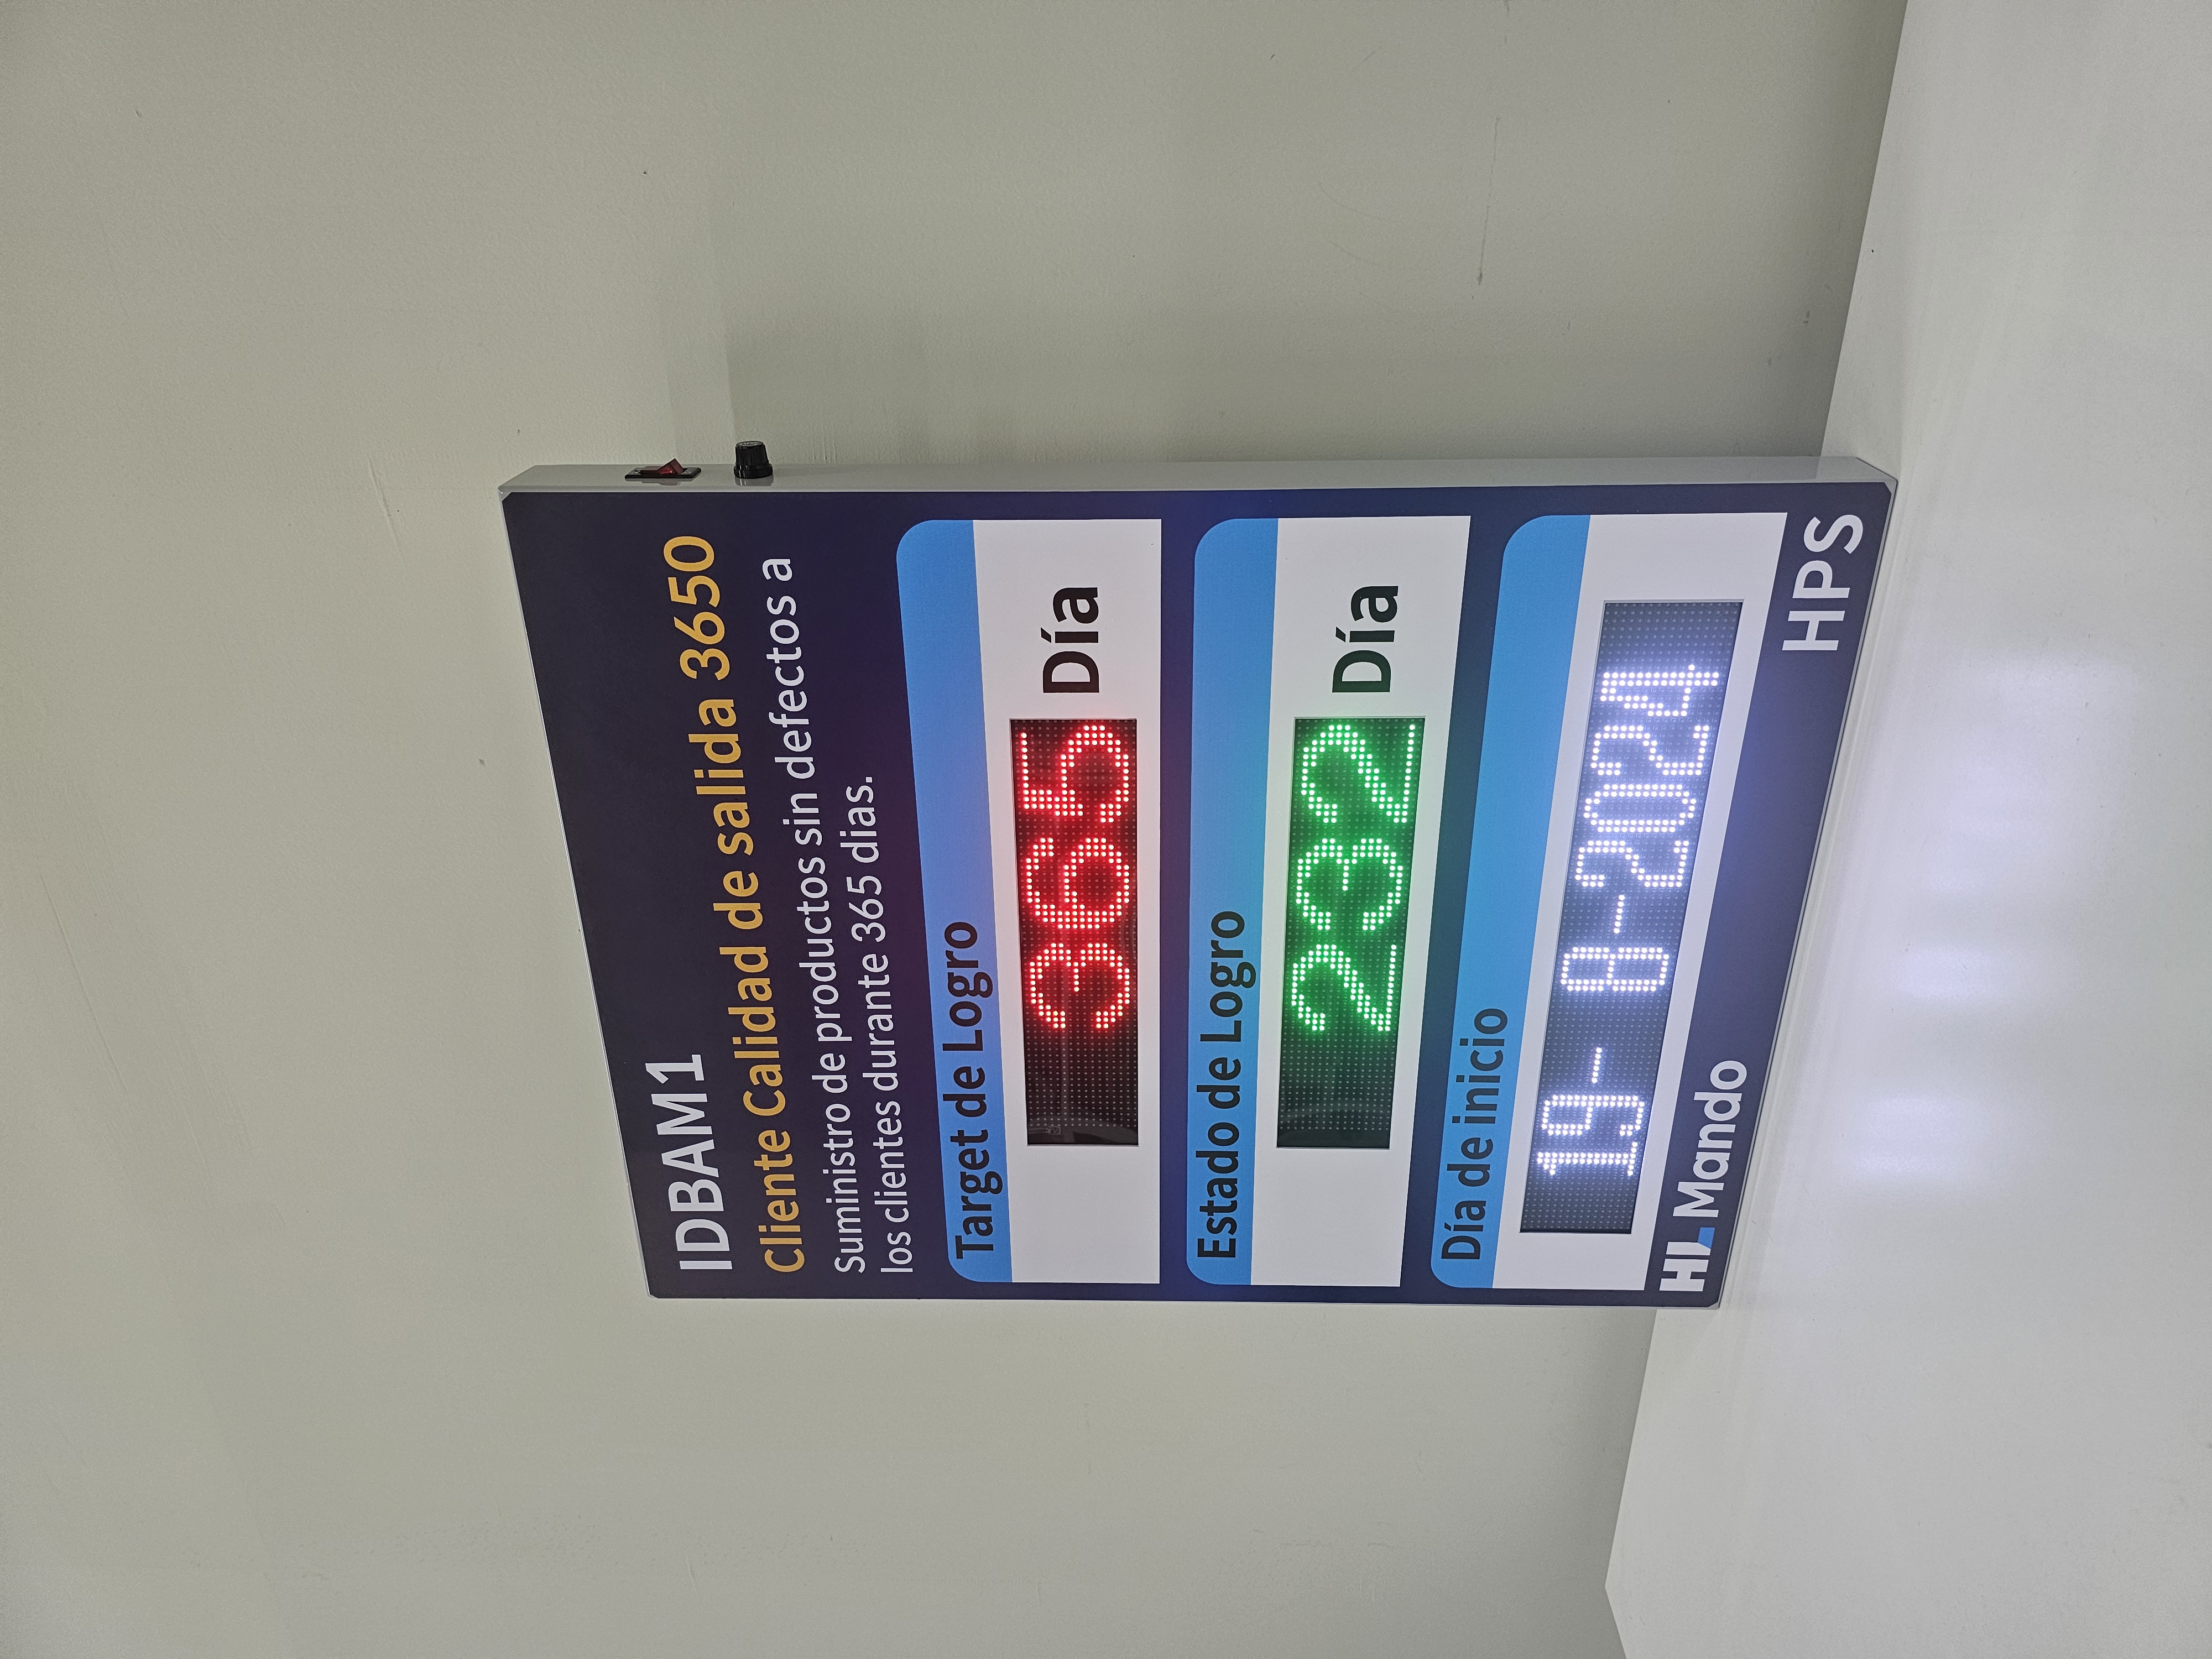 IDBAM1
Cliente Calidad de salida 3650
Suministro de productos sin defectos a
los clientes durante 365 dias.
Target de Logro
365 Día
Estado de Logro
232 Día
Día de inicio
19- 8-2024
HL Mando HPS